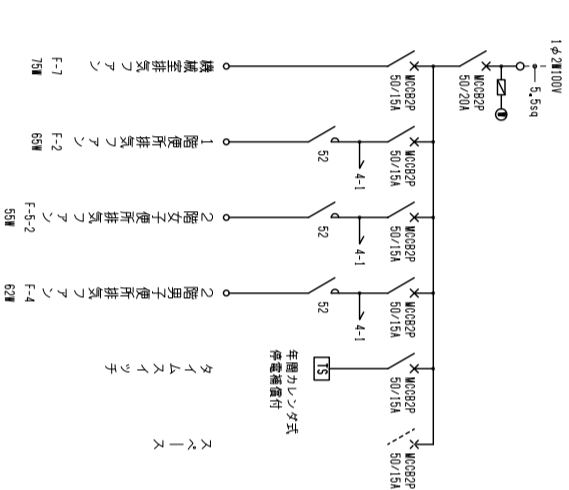 1φ2W100V
5.5sq
MCCB2P
50/20A
MCCB2P
50/15A
機械室排気ファン
F-7
75W
MCCB2P
50/15A
4-1
52
1階便所排気ファン
F-2
65W
MCCB2P
50/15A
4-1
52
2階女子便所排気ファン
F-5-2
55W
MCCB2P
50/15A
4-1
52
2階男子便所排気ファン
F-4
62W
MCCB2P
50/15A
TS
年間カレンダ式
停電補償付
タイムスイッチ
MCCB2P
50/15A
スペース